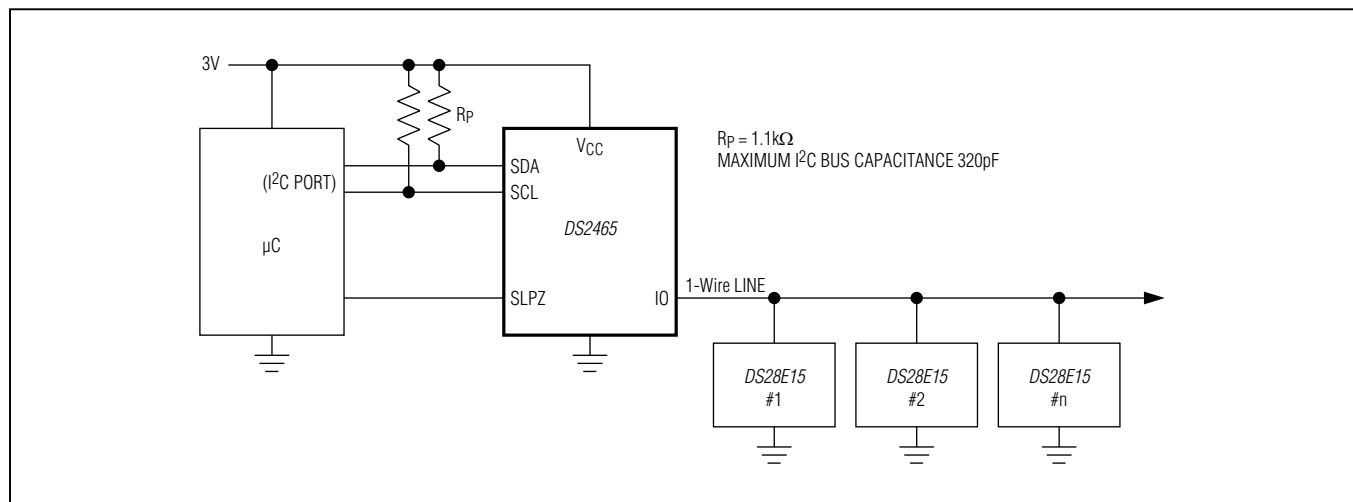 3V
RP
RP = 1.1kΩ
MAXIMUM I²C BUS CAPACITANCE 320pF
VCC
(I²C PORT)
SDA
SCL
µC
DS2465
SLPZ
IO
1-Wire LINE
DS28E15
#1
DS28E15
#2
DS28E15
#n